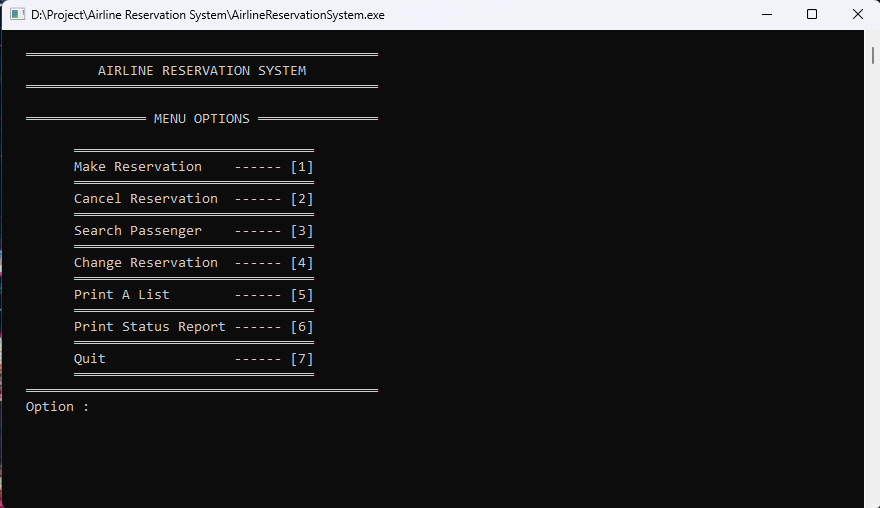 D:\Project\Airline Reservation System\AirlineReservationSystem.exe
AIRLINE RESERVATION SYSTEM
MENU OPTIONS
Make Reservation ------ [1]
Cancel Reservation ------ [2]
Search Passenger ------ [3]
Change Reservation ------ [4]
Print A List ------ [5]
Print Status Report ------ [6]
Quit ------ [7]
Option :